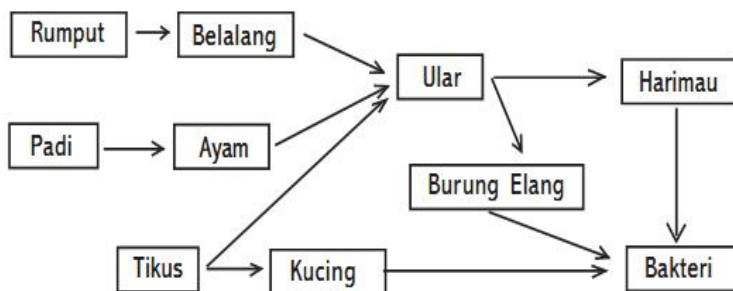 Rumput
Belalang
Ular
Harimau
Padi
Ayam
Burung Elang
Tikus
Kucing
Bakteri